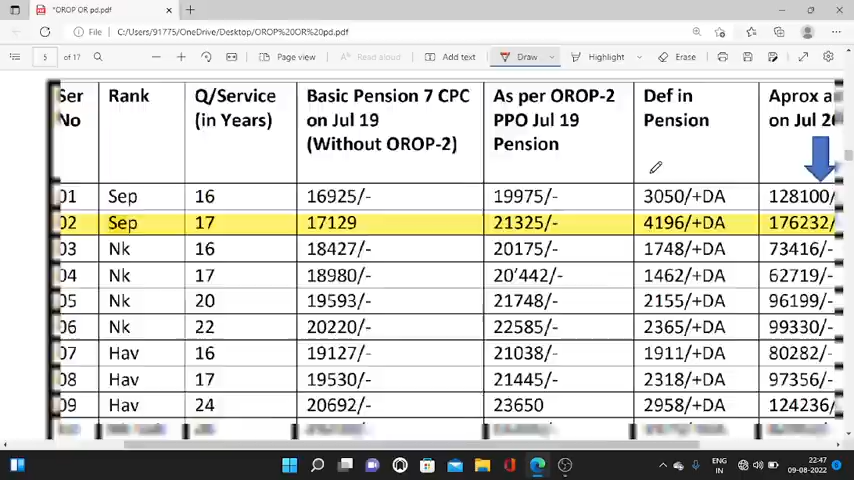 OROP OR pd.pdf
File
C:/Users/91775/OneDrive/Desktop/OROP%20OR%20pd.pdf
5 of 17
Page view
Read aloud
Add text
Draw
Highlight
Erase
Ser No Rank Q/Service (in Years) Basic Pension 7 CPC on Jul 19 (Without OROP-2) As per OROP-2 PPO Jul 19 Pension Def in Pension Aprox a on Jul 20
01 Sep 16 16925/- 19975/- 3050/+DA 128100/
02 Sep 17 17129 21325/- 4196/+DA 176232/
03 Nk 16 18427/- 20175/- 1748/+DA 73416/-
04 Nk 17 18980/- 20’442/- 1462/+DA 62719/-
05 Nk 20 19593/- 21748/- 2155/+DA 96199/-
06 Nk 22 20220/- 22585/- 2365/+DA 99330/-
07 Hav 16 19127/- 21038/- 1911/+DA 80282/-
08 Hav 17 19530/- 21445/- 2318/+DA 97356/-
09 Hav 24 20692/- 23650 2958/+DA 124236/
ENG IN
22:47
09-08-2022